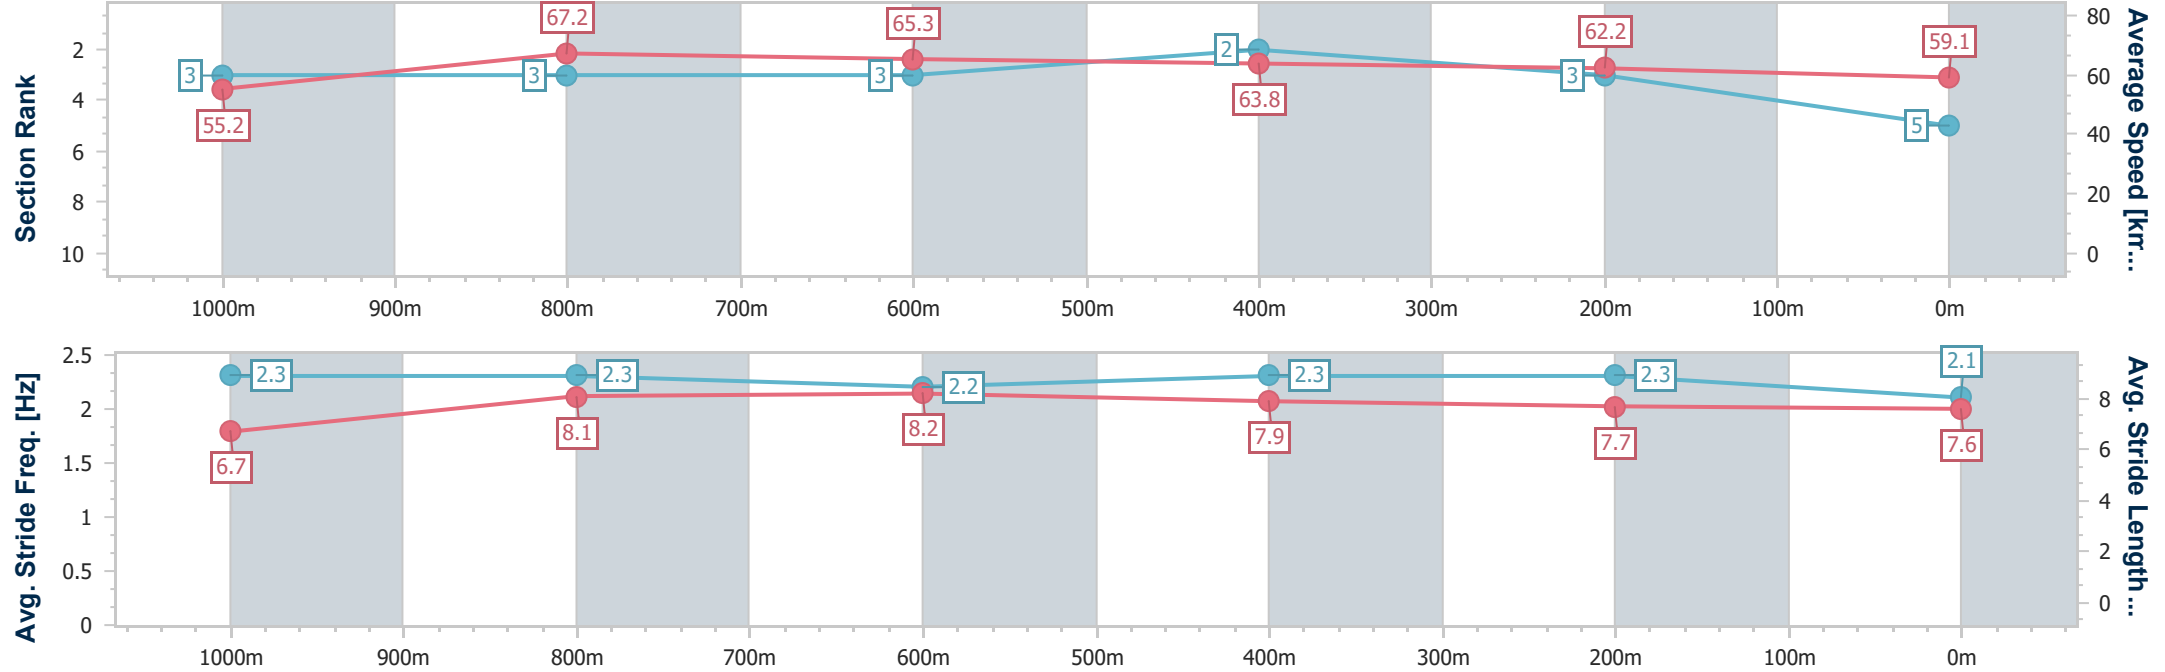 Section Rank
2
4
6
8
10
67.2
65.3
2
62.2
59.1
3
3
3
3
55.2
63.8
5
80
60
40
20
0
Average Speed [km...
1000m
900m
800m
700m
600m
500m
400m
300m
200m
100m
0m
Avg. Stride Freq. [Hz]
2.5
2
1.5
1
0.5
0
2.3
2.3
2.2
2.3
2.3
2.1
6.7
8.1
8.2
7.9
7.7
7.6
8
6
4
2
0
Avg. Stride Length ...
1000m
900m
800m
700m
600m
500m
400m
300m
200m
100m
0m